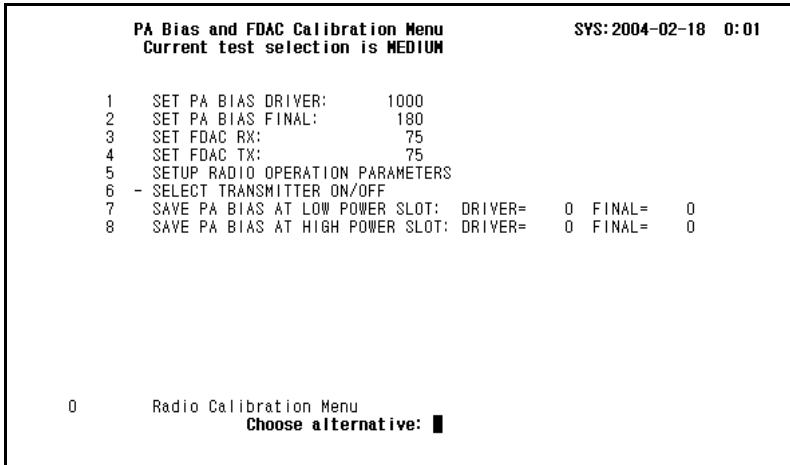 PA Bias and FDAC Calibration Menu SYS:2004-02-18 0:01
Current test selection is MEDIUM
1 SET PA BIAS DRIVER: 1000
2 SET PA BIAS FINAL: 180
3 SET FDAC RX: 75
4 SET FDAC TX: 75
5 SETUP RADIO OPERATION PARAMETERS
6 - SELECT TRANSMITTER ON/OFF
7 SAVE PA BIAS AT LOW POWER SLOT: DRIVER= 0 FINAL= 0
8 SAVE PA BIAS AT HIGH POWER SLOT: DRIVER= 0 FINAL= 0
0 Radio Calibration Menu
Choose alternative: